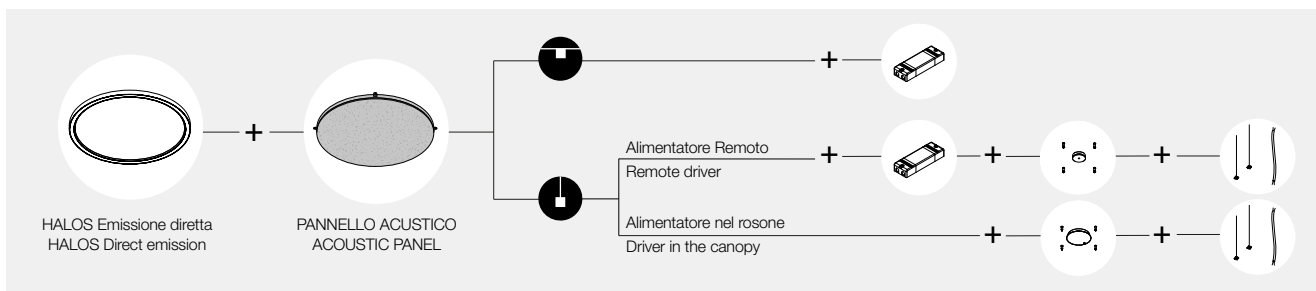 HALOS Emissione diretta
HALOS Direct emission
PANNELLO ACUSTICO
ACOUSTIC PANEL
Alimentatore Remoto
Remote driver
Alimentatore nel rosone
Driver in the canopy